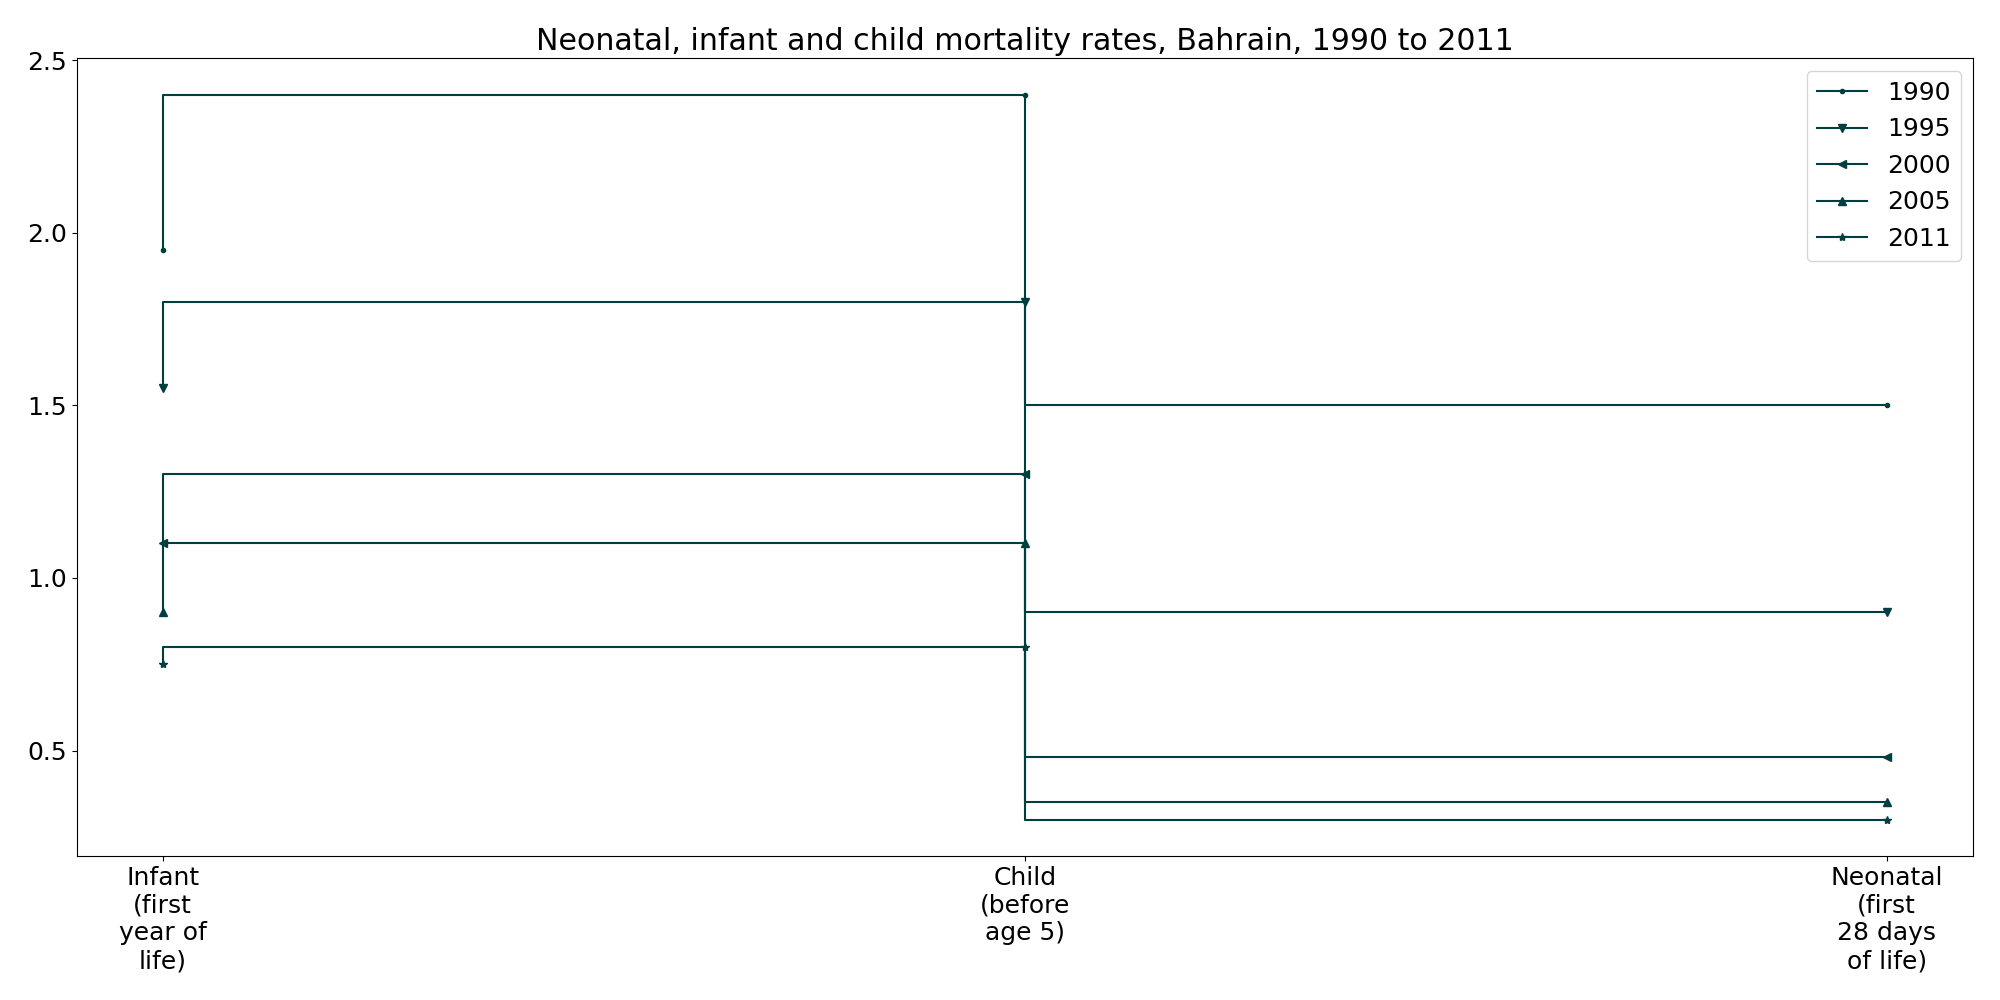 Neonatal, infant and child mortality rates, Bahrain, 1990 to 2011
2.5
2.0
1.5
1.0
0.5
1990
1995
2000
2005
2011
Infant
(first
year of
life)
Child
(before
age 5)
Neonatal
(first
28 days
of life)